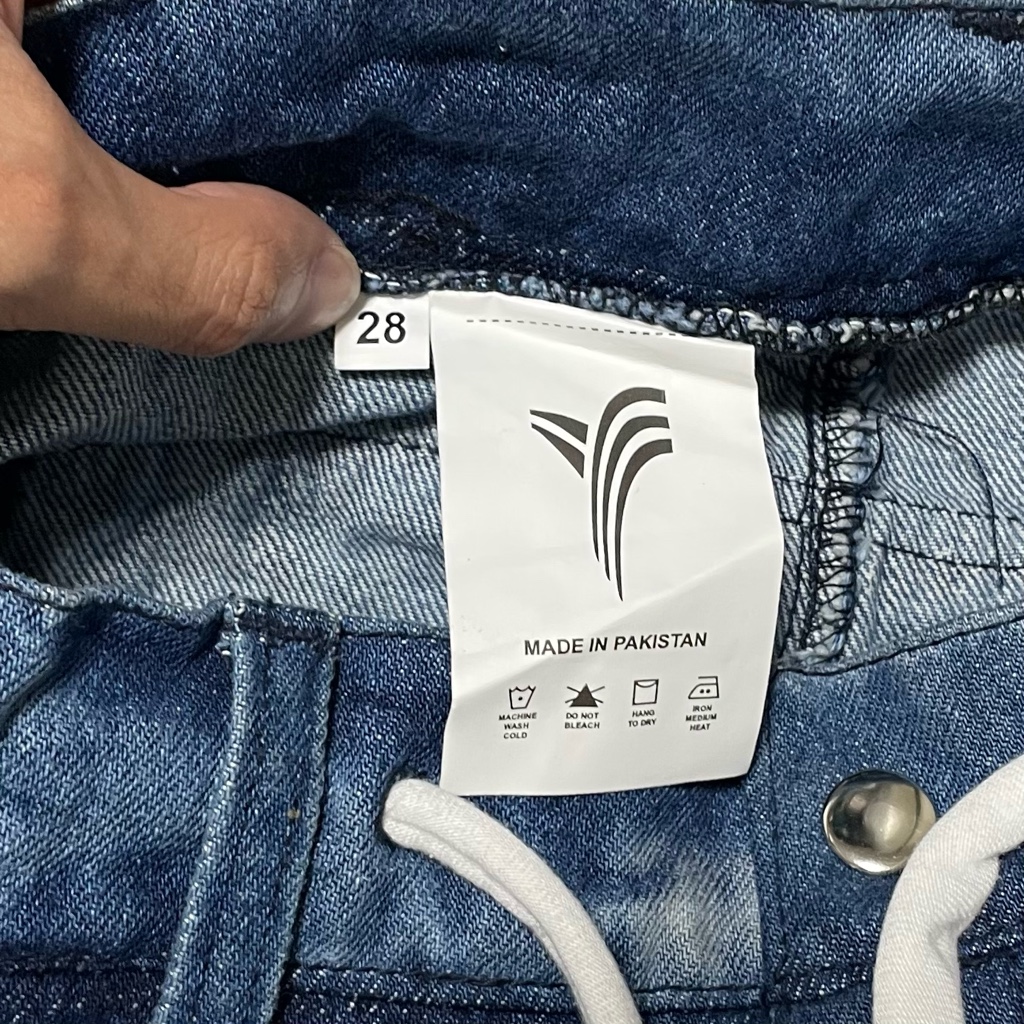 28
MADE IN PAKISTAN
MACHINE
WASH
COLD
DO NOT
BLEACH
HANG
TO DRY
IRON
MEDIUM
HEAT